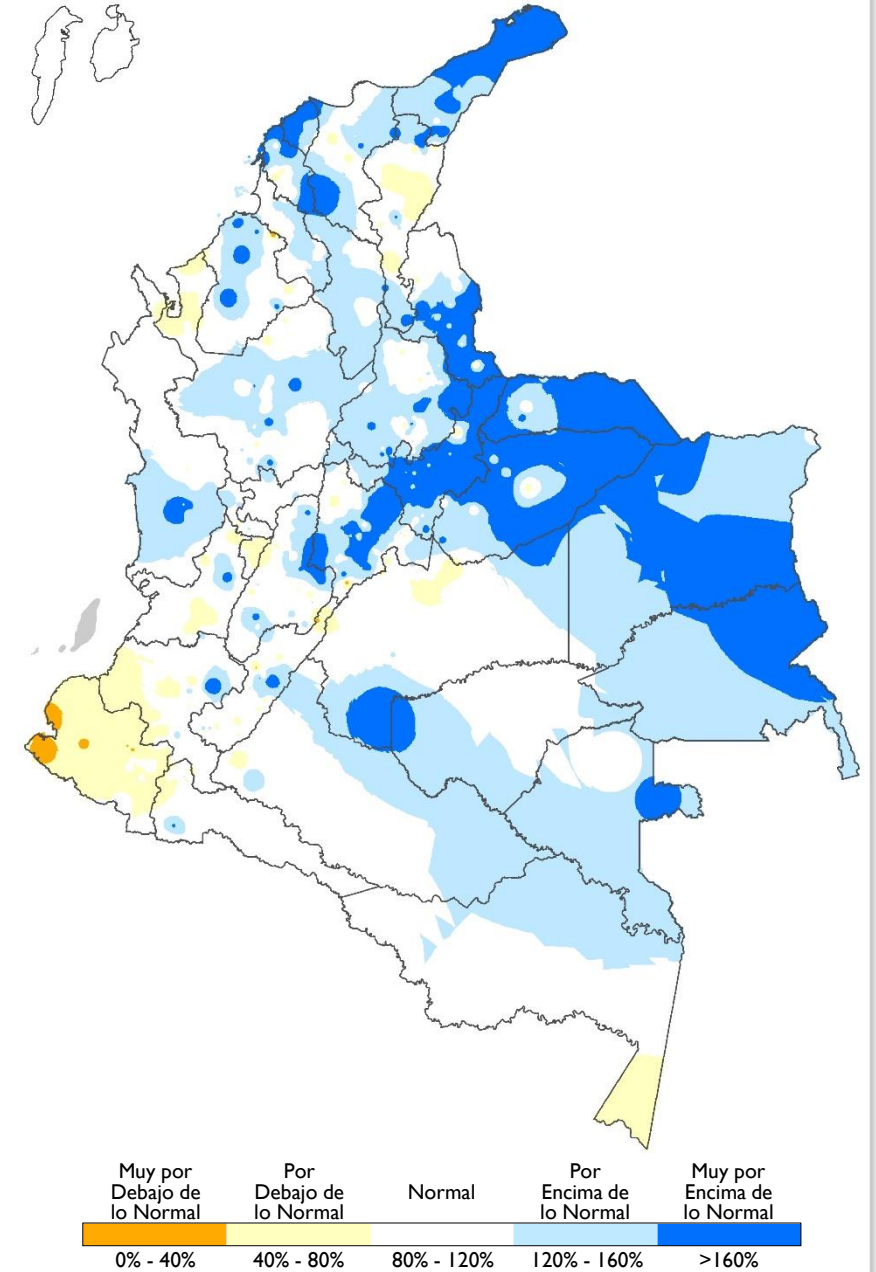 Muy por
Debajo de
lo Normal
Por
Debajo de
lo Normal
Normal
Por
Encima de
lo Normal
Muy por
Encima de
lo Normal
0% - 40%
40% - 80%
80% - 120%
120% - 160%
>160%